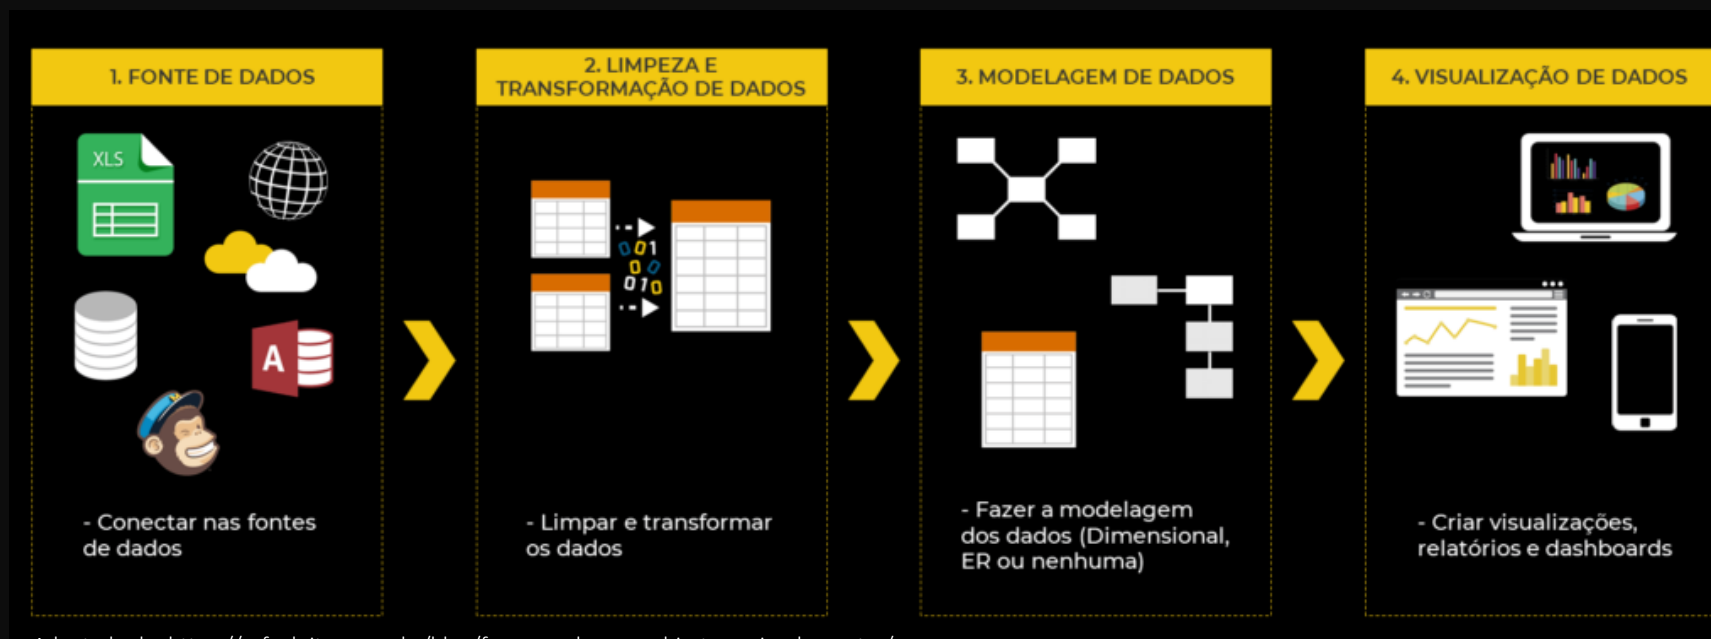 1. FONTE DE DADOS
XLS
A
- Conectar nas fontes
de dados
2. LIMPEZA E
TRANSFORMAÇÃO DE DADOS
001
00
010
- Limpar e transformar
os dados
3. MODELAGEM DE DADOS
- Fazer a modelagem
dos dados (Dimensional,
ER ou nenhuma)
4. VISUALIZAÇÃO DE DADOS
- Criar visualizações,
relatórios e dashboards